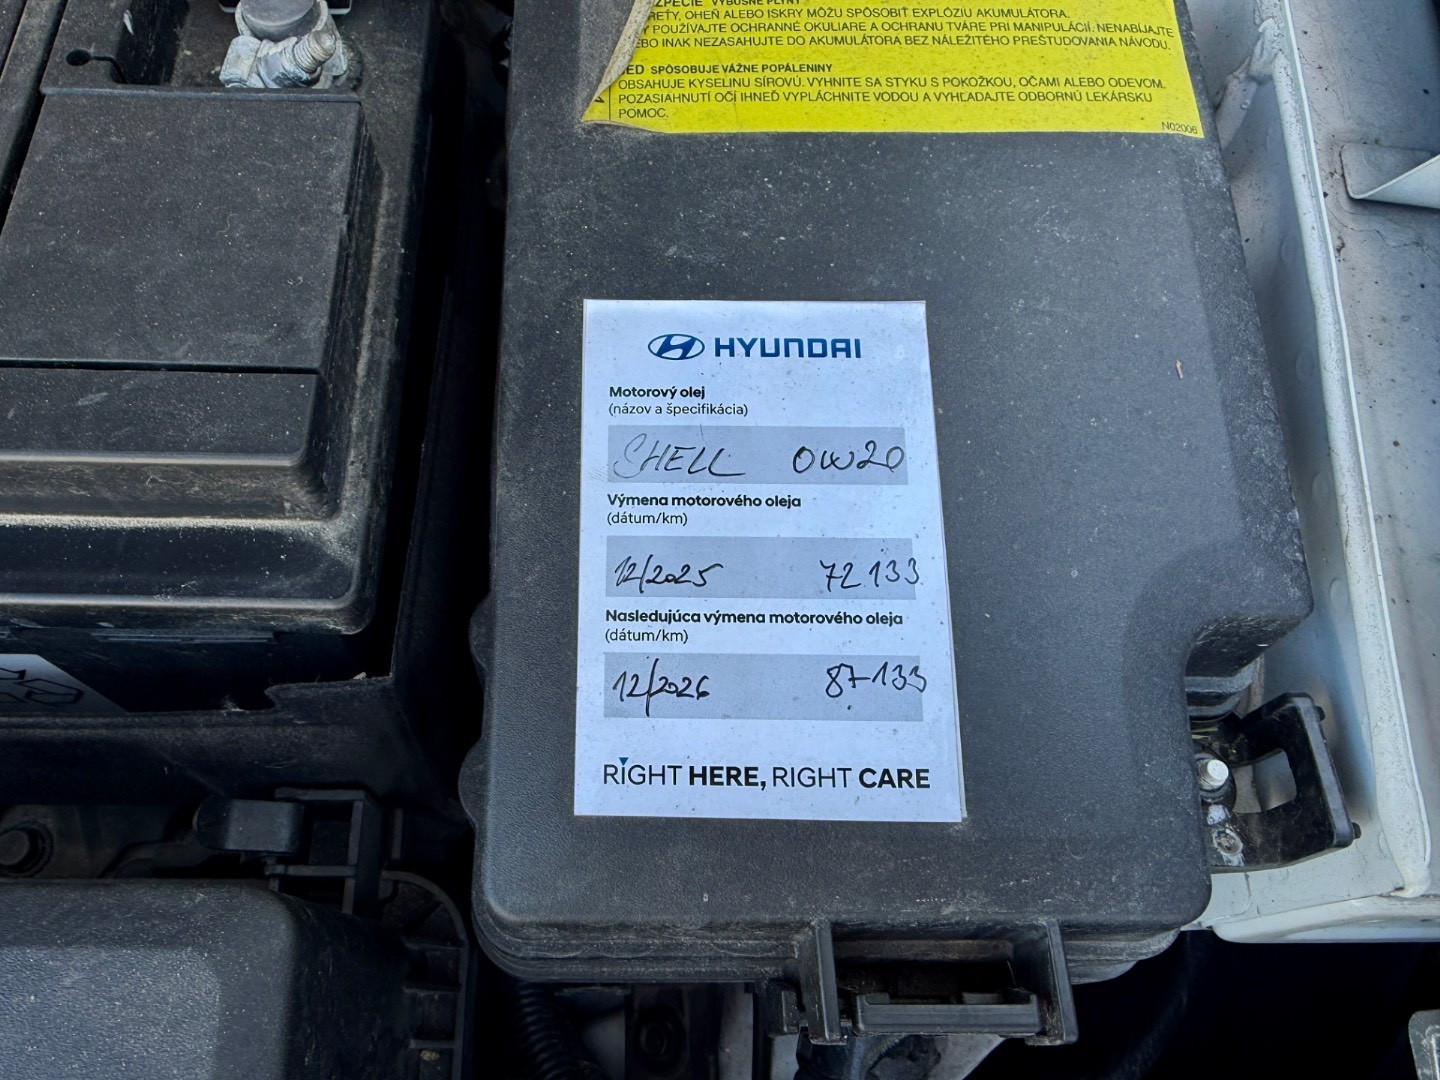 VÝBUŠNÉ PLYNY
OHEŇ ALEBO ISKRY MÔŽU SPÔSOBIŤ EXPLÓZIU AKUMULÁTORA.
POUŽÍVAJTE OCHRANNÉ OKULIARE A OCHRANU TVÁRE PRI MANIPULÁCII. NENABÍJAJTE
INAK NEZASAHUJTE DO AKUMULÁTORA BEZ NÁLEŽITÉHO PREŠTUDOVANIA NÁVODU.
SPÔSOBUJE VÁŽNE POPÁLENINY
OBSAHUJE KYSELINU SÍROVÚ. VYHNITE SA STYKU S POKOŽKOU, OČAMI ALEBO ODEVOM.
POZASIAHNUTÍ OČÍ IHNEĎ VYPLÁCHNITE VODOU A VYHĽADAJTE ODBORNÚ LEKÁRSKU
POMOC.
N02006
HYUNDAI
Motorový olej
(názov a špecifikácia)
SHELL 0W20
Výmena motorového oleja
(dátum/km)
12/2025 72.133
Nasledujúca výmena motorového oleja
(dátum/km)
12/2026 87.133
RIGHT HERE, RIGHT CARE